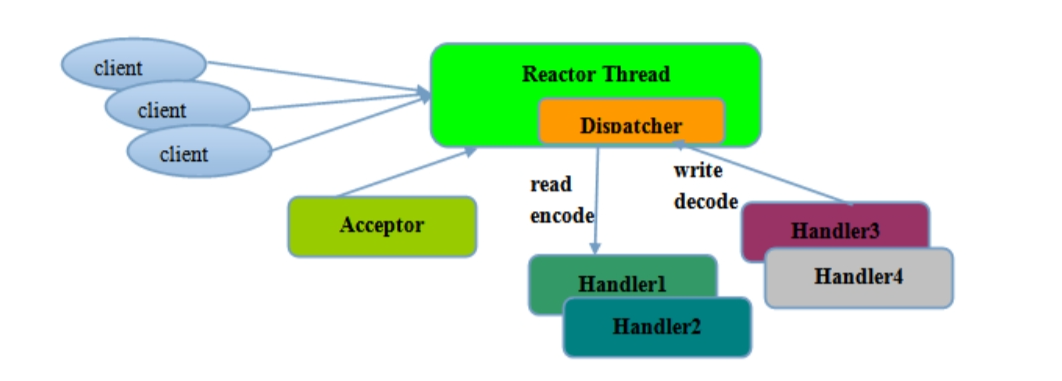 client
client
client
Reactor Thread
Dispatcher
Acceptor
read
encode
write
decode
Handler1
Handler2
Handler3
Handler4